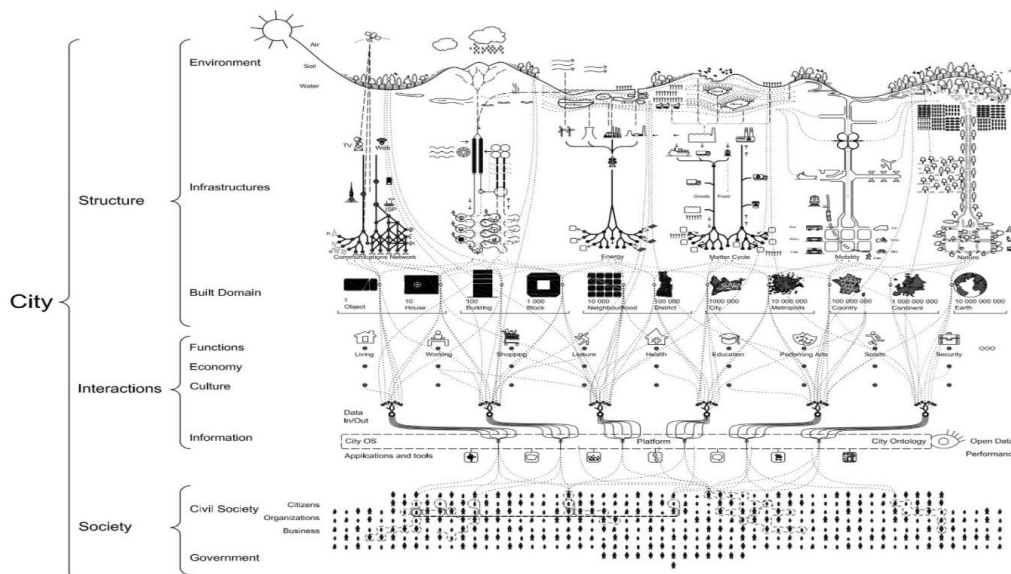 City
Structure
Environment
Air
Soil
Water
Infrastructures
TV
Web
Goods Food
Communications Network
Energy
Matter Cycle
Mobility
Nature
Built Domain
1
Object
10
House
100
Building
1 000
Block
10 000
Neighbourhood
100 000
District
1000 000
City
10 000 000
Metropolis
100 000 000
Country
1 000 000 000
Continent
10 000 000 000
Earth
Interactions
Functions
Living
Working
Shopping
Leisure
Health
Education
Performing Arts
Sports
Security
Economy
Culture
Information
Data
In/Out
City OS
Platform
City Ontology
Open Data
Applications and tools
Performance
Society
Civil Society
Citizens
Organizations
Business
Government